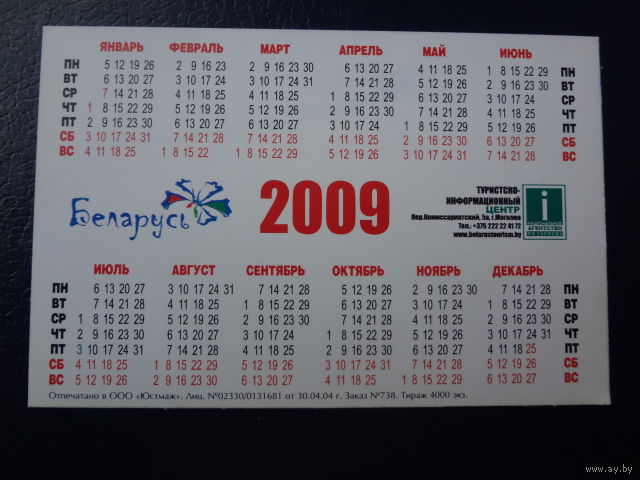 ЯНВАРЬ ФЕВРАЛЬ МАРТ АПРЕЛЬ МАЙ ИЮНЬ
ПН 5 12 19 26 2 9 16 23 2 9 16 23 30 6 13 20 27 4 11 18 25 1 8 15 22 29 ПН
ВТ 6 13 20 27 3 10 17 24 3 10 17 24 31 7 14 21 28 5 12 19 26 2 9 16 23 30 ВТ
СР 7 14 21 28 4 11 18 25 4 11 18 25 1 8 15 22 29 6 13 20 27 3 10 17 24 СР
ЧТ 1 8 15 22 29 5 12 19 26 5 12 19 26 2 9 16 23 30 7 14 21 28 4 11 18 25 ЧТ
ПТ 2 9 16 23 30 6 13 20 27 6 13 20 27 3 10 17 24 1 8 15 22 29 5 12 19 26 ПТ
СБ 3 10 17 24 31 7 14 21 28 7 14 21 28 4 11 18 25 2 9 16 23 30 6 13 20 27 СБ
ВС 4 11 18 25 1 8 15 22 1 8 15 22 29 5 12 19 26 3 10 17 24 31 7 14 21 28 ВС
Беларусь
2009
ТУРИСТСКО-
ИНФОРМАЦИОННЫЙ
ЦЕНТР
Пер.Комиссариатский, 5а, г.Могилев
Тел.: +375 222 22 41 72
www.belarustourism.by
i
АГЕНТСТВО
ПО ТУРИЗМУ
ИЮЛЬ АВГУСТ СЕНТЯБРЬ ОКТЯБРЬ НОЯБРЬ ДЕКАБРЬ
ПН 6 13 20 27 3 10 17 24 31 7 14 21 28 5 12 19 26 2 9 16 23 30 7 14 21 28 ПН
ВТ 7 14 21 28 4 11 18 25 1 8 15 22 29 6 13 20 27 3 10 17 24 1 8 15 22 29 ВТ
СР 1 8 15 22 29 5 12 19 26 2 9 16 23 30 7 14 21 28 4 11 18 25 2 9 16 23 30 СР
ЧТ 2 9 16 23 30 6 13 20 27 3 10 17 24 1 8 15 22 29 5 12 19 26 3 10 17 24 31 ЧТ
ПТ 3 10 17 24 31 7 14 21 28 4 11 18 25 2 9 16 23 30 6 13 20 27 4 11 18 25 ПТ
СБ 4 11 18 25 1 8 15 22 29 5 12 19 26 3 10 17 24 31 7 14 21 28 5 12 19 26 СБ
ВС 5 12 19 26 2 9 16 23 30 6 13 20 27 4 11 18 25 1 8 15 22 29 6 13 20 27 ВС
Отпечатано в ООО «Юстмаж». Лиц. №02330/0131681 от 30.04.04 г. Заказ №738. Тираж 4000 экз.
www.ay.by